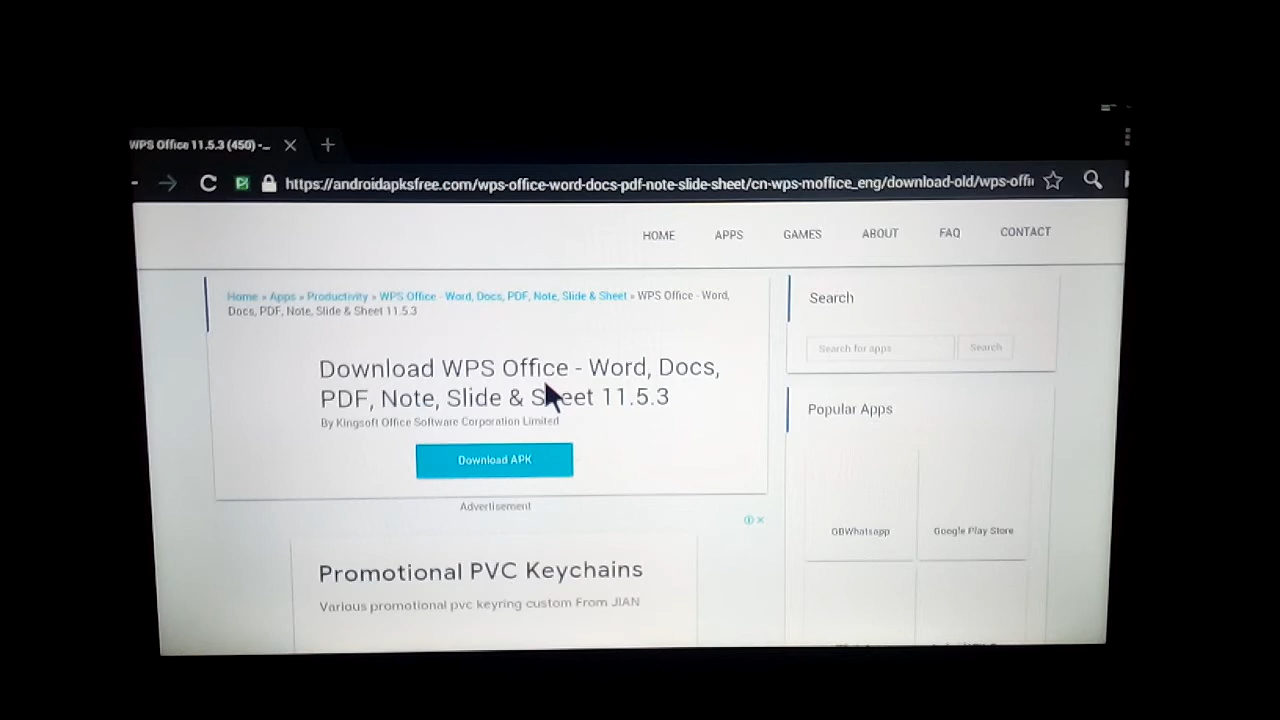 WPS Office 11.5.3 (450) -...
https://androidapksfree.com/wps-office-word-docs-pdf-note-slide-sheet/cn-wps-moffice_eng/download-old/wps-offi
HOME APPS GAMES ABOUT FAQ CONTACT
Home » Apps » Productivity » WPS Office - Word, Docs, PDF, Note, Slide & Sheet » WPS Office - Word,
Docs, PDF, Note, Slide & Sheet 11.5.3
Download WPS Office - Word, Docs,
PDF, Note, Slide & Sheet 11.5.3
By Kingsoft Office Software Corporation Limited
Download APK
Advertisement
Promotional PVC Keychains
Various promotional pvc keyring custom From JIAN
Search
Search for apps Search
Popular Apps
GBWhatsapp Google Play Store